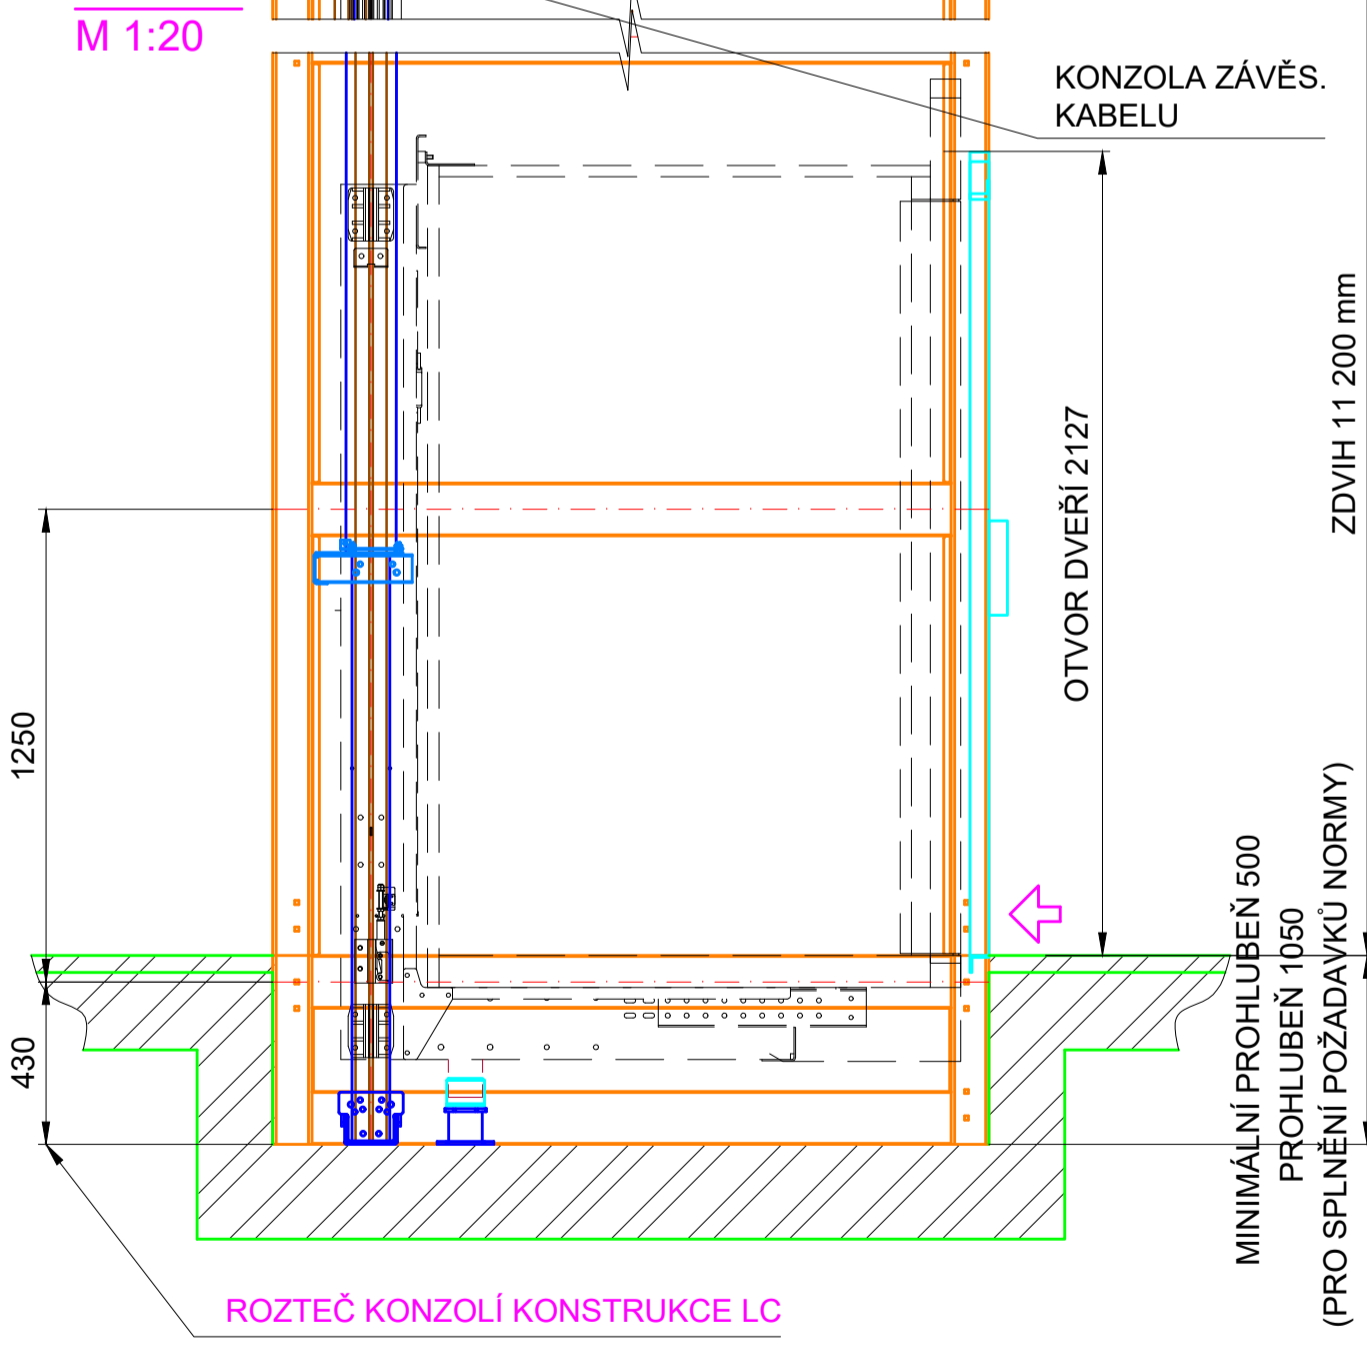 M 1:20
KONZOLA ZÁVĚS.
KABELU
OTVOR DVEŘÍ 2127
ZDVIH 11 200 mm
1250
430
MINIMÁLNÍ PROHLUBEŇ 500
PROHLUBEŇ 1050
(PRO SPLNĚNÍ POŽADAVKŮ NORMY)
ROZTEČ KONZOLÍ KONSTRUKCE LC